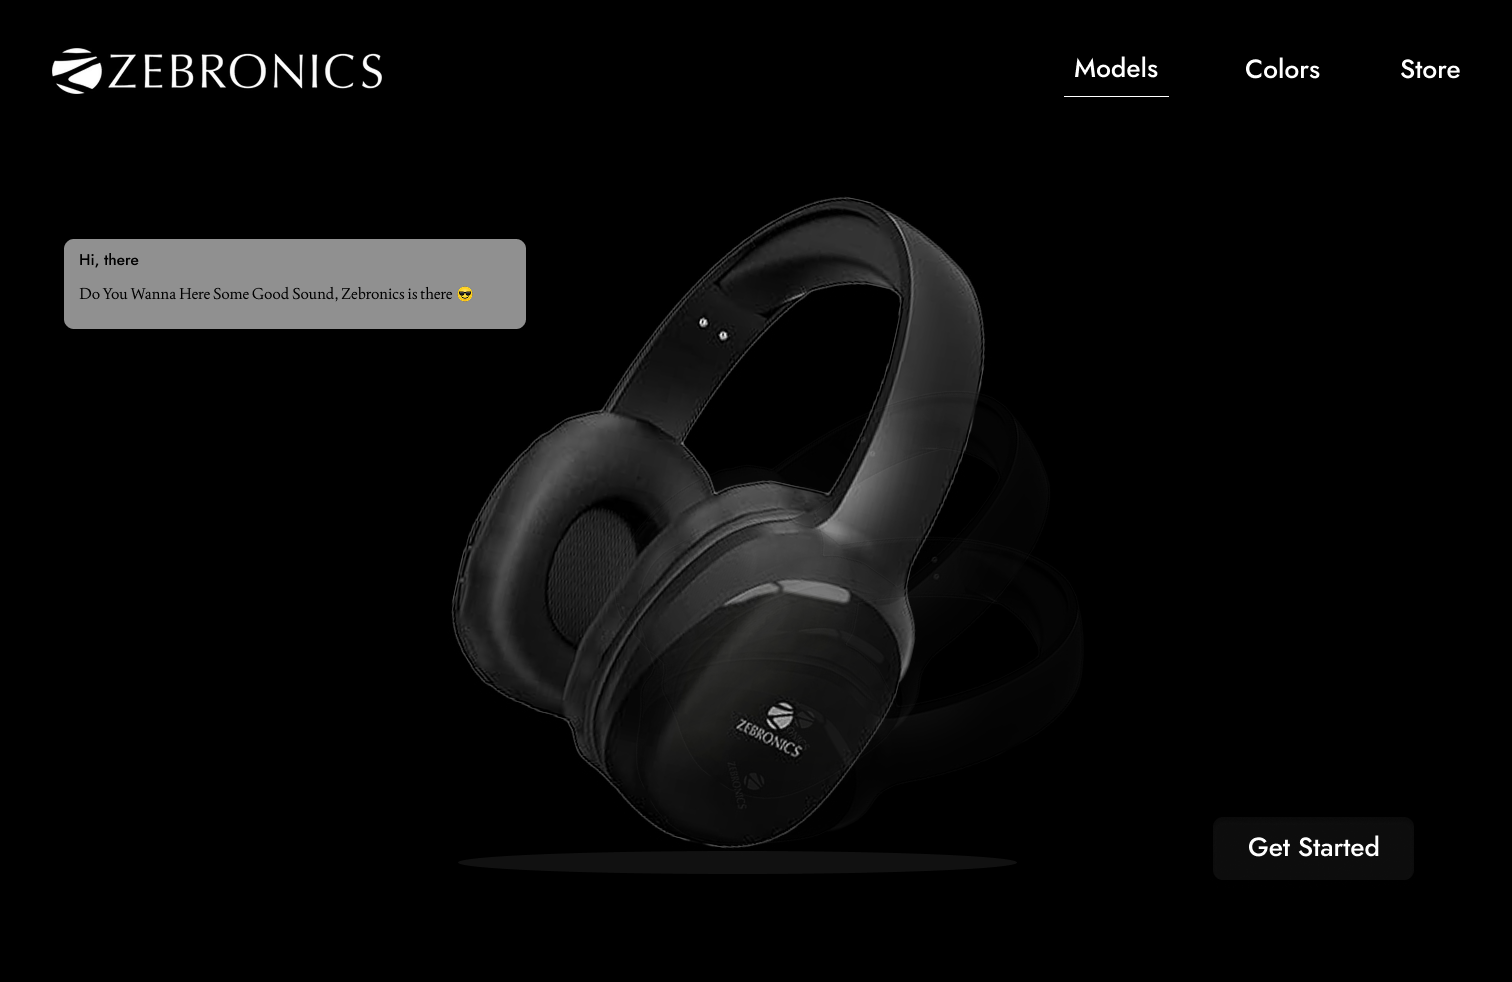 ZEBRONICS
Models Colors Store
Hi, there
Do You Wanna Here Some Good Sound, Zebronics is there 😎
ZEBRONICS
ZEBRONICS
Get Started